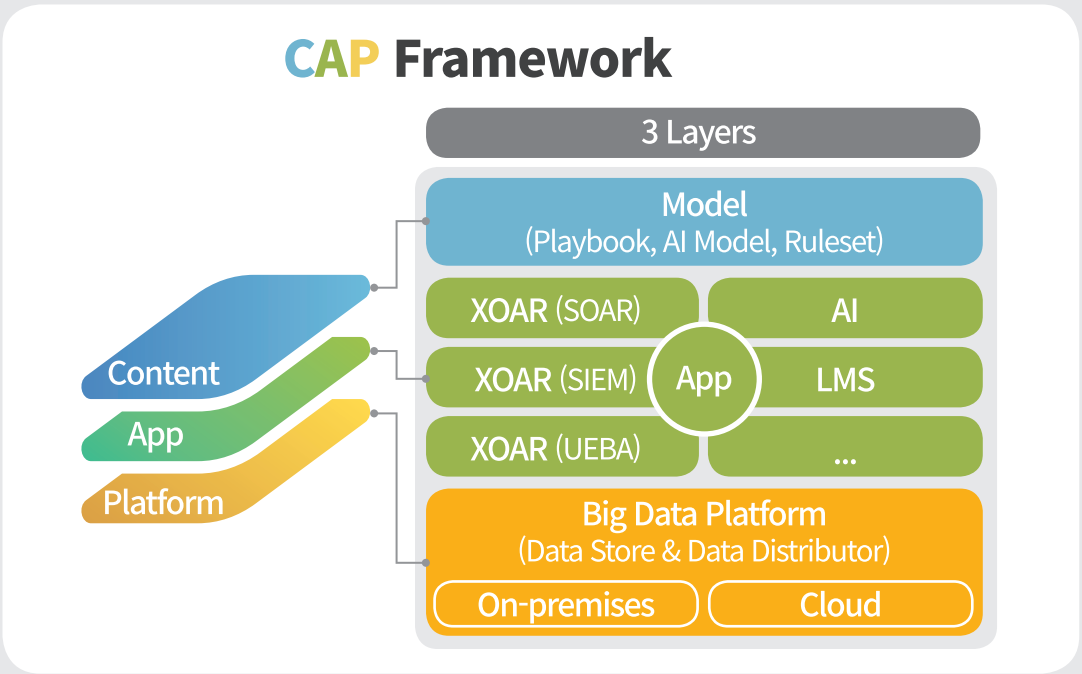 CAP Framework
3 Layers
Model
(Playbook, AI Model, Ruleset)
XOAR (SOAR)
AI
XOAR (SIEM)
App
LMS
XOAR (UEBA)
...
Big Data Platform
(Data Store & Data Distributor)
On-premises
Cloud
Content
App
Platform